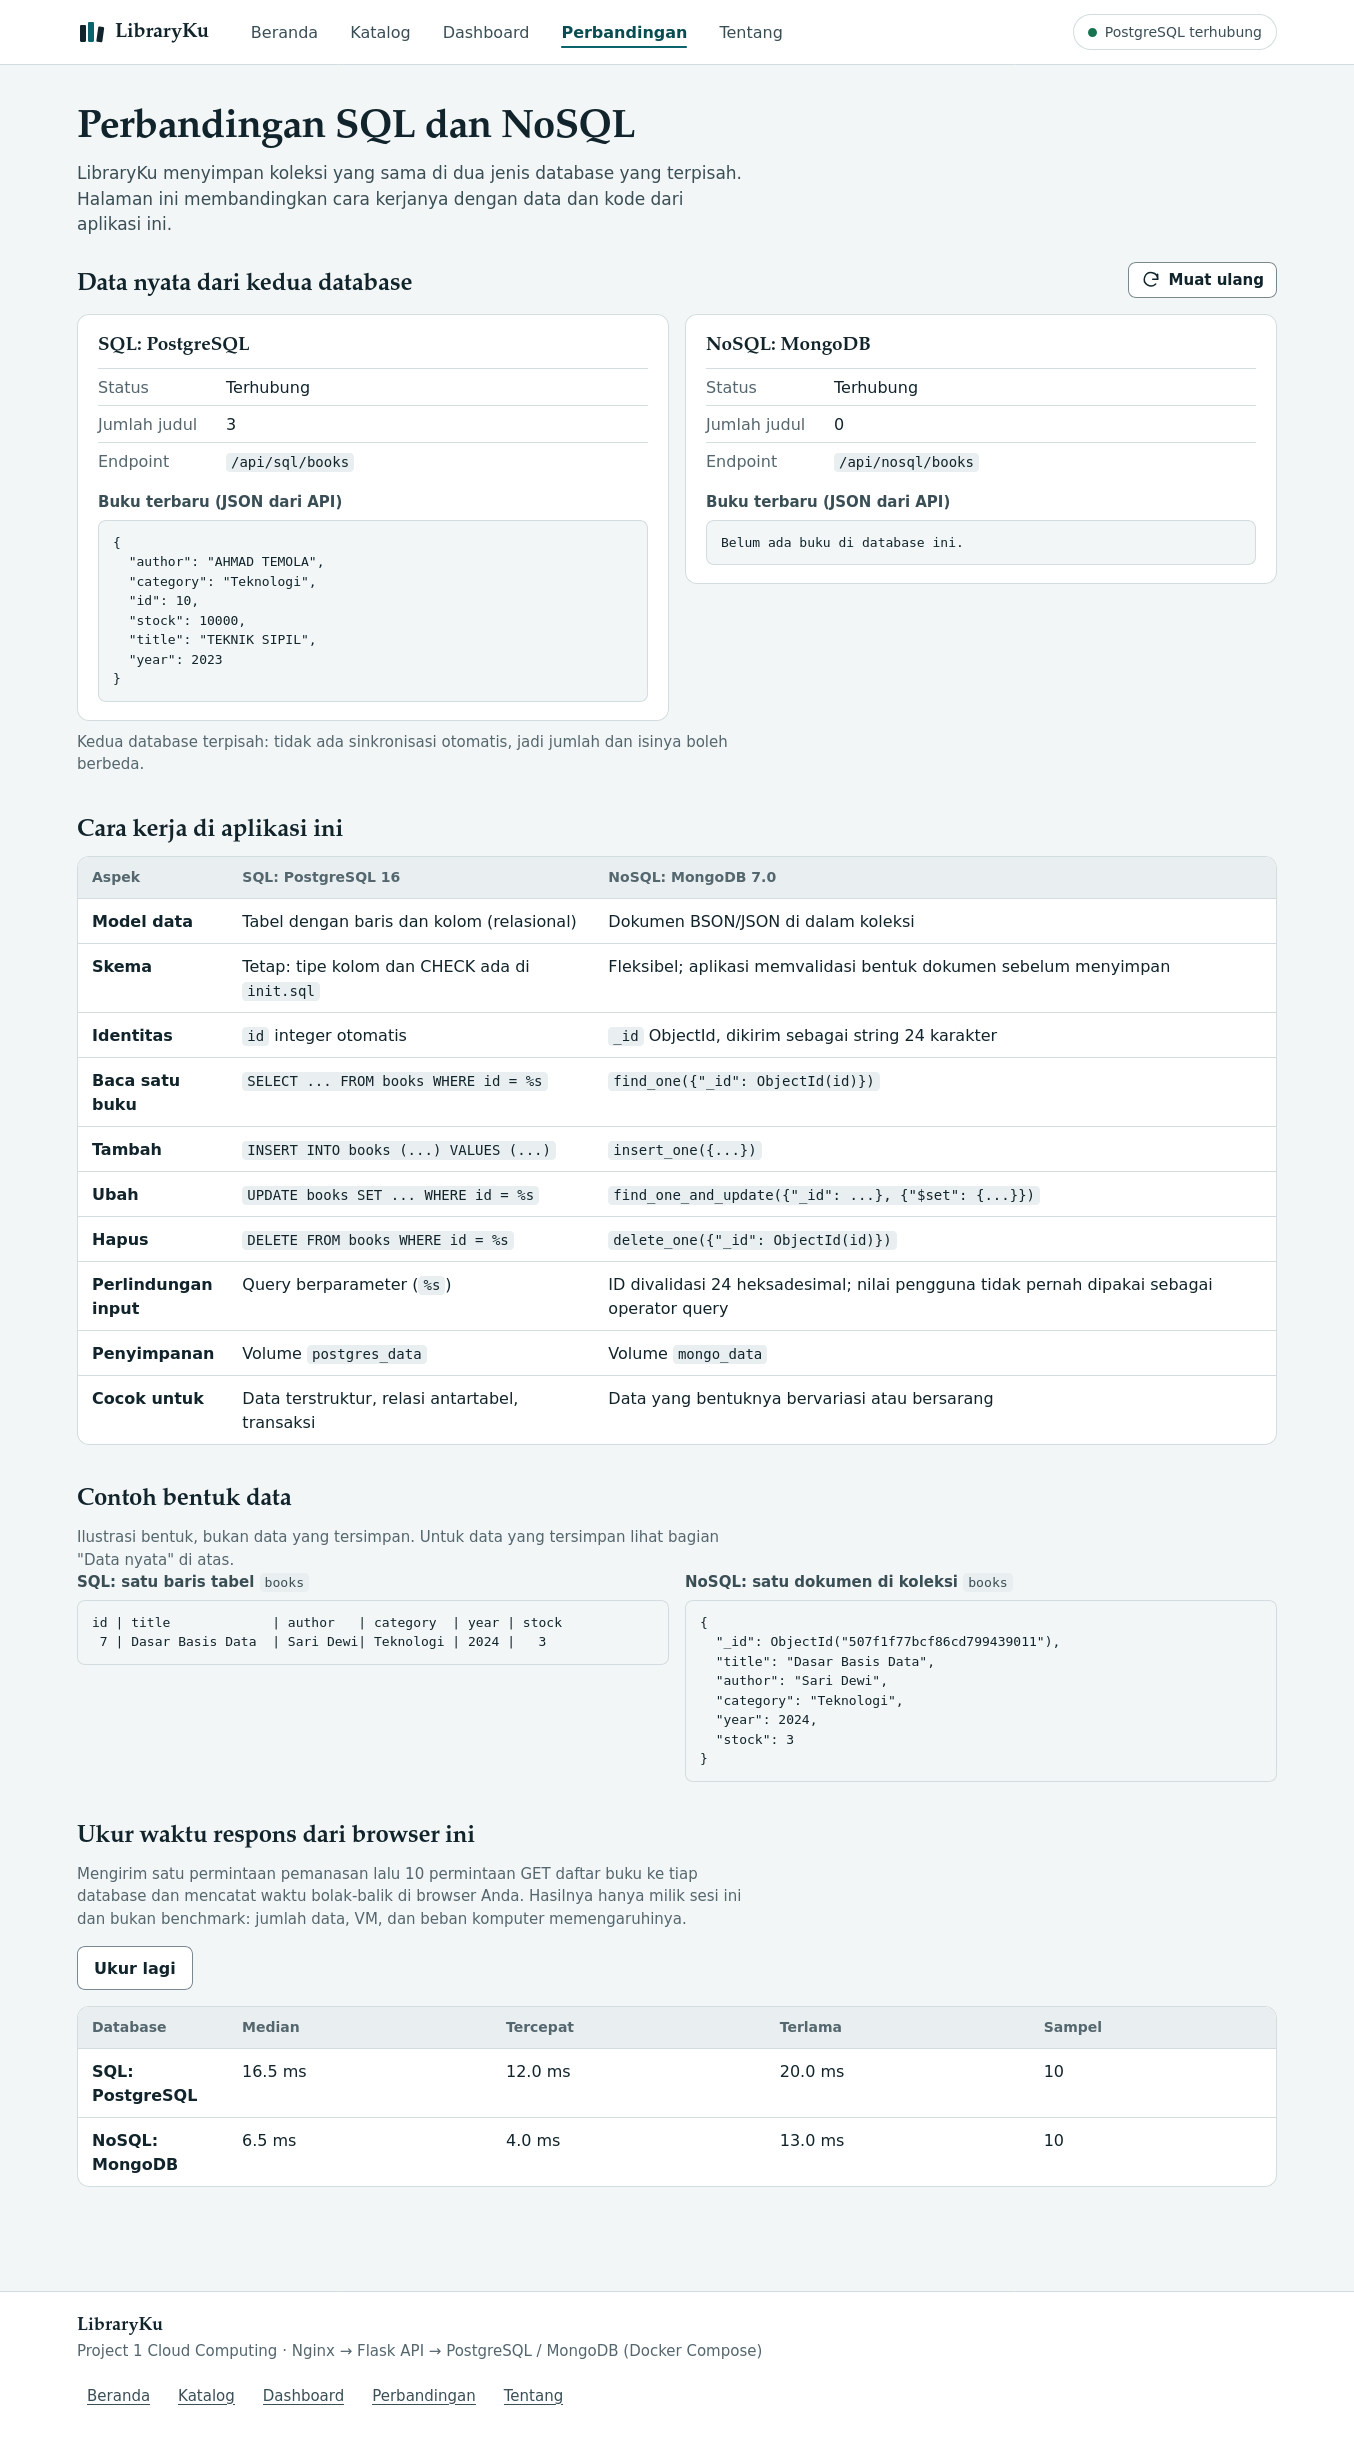 LibraryKu
Beranda
Katalog
Dashboard
Perbandingan
Tentang
PostgreSQL terhubung
Perbandingan SQL dan NoSQL
LibraryKu menyimpan koleksi yang sama di dua jenis database yang terpisah.
Halaman ini membandingkan cara kerjanya dengan data dan kode dari
aplikasi ini.
Data nyata dari kedua database
Muat ulang
SQL: PostgreSQL
Status Terhubung
Jumlah judul 3
Endpoint /api/sql/books
Buku terbaru (JSON dari API)
{
  "author": "AHMAD TEMOLA",
  "category": "Teknologi",
  "id": 10,
  "stock": 10000,
  "title": "TEKNIK SIPIL",
  "year": 2023
}
NoSQL: MongoDB
Status Terhubung
Jumlah judul 0
Endpoint /api/nosql/books
Buku terbaru (JSON dari API)
Belum ada buku di database ini.
Kedua database terpisah: tidak ada sinkronisasi otomatis, jadi jumlah dan isinya boleh
berbeda.
Cara kerja di aplikasi ini
Aspek SQL: PostgreSQL 16 NoSQL: MongoDB 7.0
Model data Tabel dengan baris dan kolom (relasional) Dokumen BSON/JSON di dalam koleksi
Skema Tetap: tipe kolom dan CHECK ada di Fleksibel; aplikasi memvalidasi bentuk dokumen sebelum menyimpan
init.sql
Identitas id integer otomatis _id ObjectId, dikirim sebagai string 24 karakter
Baca satu SELECT ... FROM books WHERE id = %s find_one({"_id": ObjectId(id)})
buku
Tambah INSERT INTO books (...) VALUES (...) insert_one({...})
Ubah UPDATE books SET ... WHERE id = %s find_one_and_update({"_id": ...}, {"$set": {...}})
Hapus DELETE FROM books WHERE id = %s delete_one({"_id": ObjectId(id)})
Perlindungan Query berparameter (%s) ID divalidasi 24 heksadesimal; nilai pengguna tidak pernah dipakai sebagai
input operator query
Penyimpanan Volume postgres_data Volume mongo_data
Cocok untuk Data terstruktur, relasi antartabel, Data yang bentuknya bervariasi atau bersarang
transaksi
Contoh bentuk data
Ilustrasi bentuk, bukan data yang tersimpan. Untuk data yang tersimpan lihat bagian
"Data nyata" di atas.
SQL: satu baris tabel books
id | title             | author   | category  | year | stock
 7 | Dasar Basis Data  | Sari Dewi| Teknologi | 2024 |   3
NoSQL: satu dokumen di koleksi books
{
  "_id": ObjectId("507f1f77bcf86cd799439011"),
  "title": "Dasar Basis Data",
  "author": "Sari Dewi",
  "category": "Teknologi",
  "year": 2024,
  "stock": 3
}
Ukur waktu respons dari browser ini
Mengirim satu permintaan pemanasan lalu 10 permintaan GET daftar buku ke tiap
database dan mencatat waktu bolak-balik di browser Anda. Hasilnya hanya milik sesi ini
dan bukan benchmark: jumlah data, VM, dan beban komputer memengaruhinya.
Ukur lagi
Database Median Tercepat Terlama Sampel
SQL: 16.5 ms 12.0 ms 20.0 ms 10
PostgreSQL
NoSQL: 6.5 ms 4.0 ms 13.0 ms 10
MongoDB
LibraryKu
Project 1 Cloud Computing · Nginx → Flask API → PostgreSQL / MongoDB (Docker Compose)
Beranda Katalog Dashboard Perbandingan Tentang